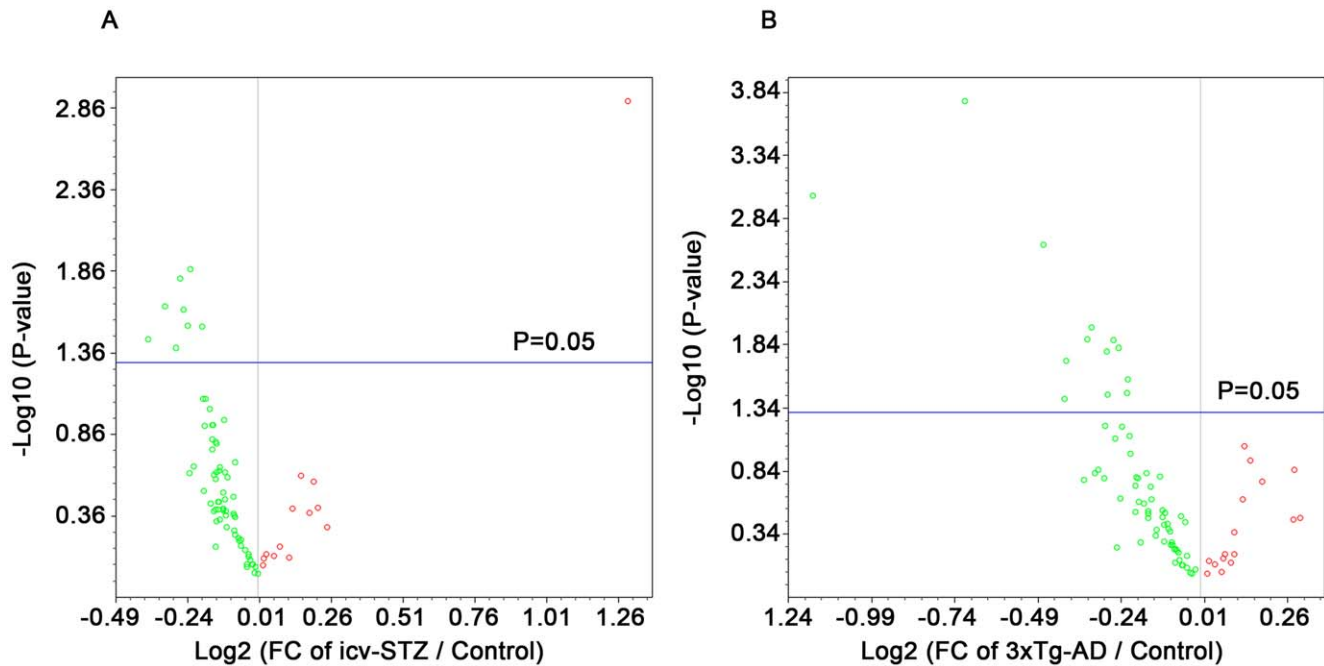 A
2.86
2.36
1.86
1.36
0.86
0.36
-Log10 (P-value)
P=0.05
-0.49 -0.24 0.01 0.26 0.51 0.76 1.01 1.26
Log2 (FC of icv-STZ / Control)
B
3.84
3.34
2.84
2.34
1.84
1.34
0.84
0.34
-Log10 (P-value)
P=0.05
-1.24 -0.99 -0.74 -0.49 -0.24 0.01 0.26
Log2 (FC of 3xTg-AD / Control)